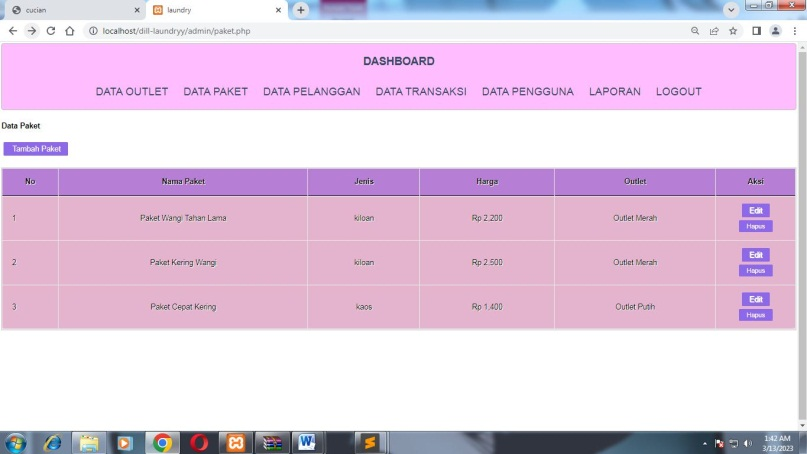 cucian
laundry
localhost/dill-laundryy/admin/paket.php
DASHBOARD
DATA OUTLET DATA PAKET DATA PELANGGAN DATA TRANSAKSI DATA PENGGUNA LAPORAN LOGOUT
Data Paket
Tambah Paket
No Nama Paket Jenis Harga Outlet Aksi
1 Paket Wangi Tahan Lama kiloan Rp 2,200 Outlet Merah Edit
Hapus
2 Paket Kering Wangi kiloan Rp 2,500 Outlet Merah Edit
Hapus
3 Paket Cepat Kering kaos Rp 1,400 Outlet Putih Edit
Hapus
1:42 AM
3/13/2023